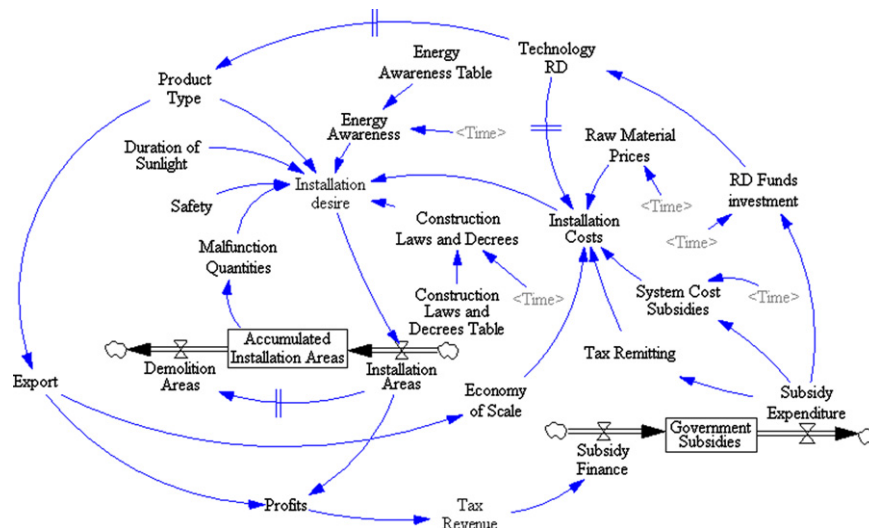 Technology
RD
Energy
Awareness Table
Product
Type
Energy
Awareness
<Time>
Raw Material
Prices
Duration of
Sunlight
Installation
desire
RD Funds
investment
<Time>
Safety
Construction
Laws and Decrees
Installation
Costs
<Time>
Malfunction
Quantities
Construction
Laws and
Decrees Table
<Time>
System Cost
Subsidies
<Time>
Accumulated
Installation Areas
Tax Remitting
Export
Demolition
Areas
Installation
Areas
Economy
of Scale
Subsidy
Expenditure
Subsidy
Finance
Government
Subsidies
Profits
Tax
Revenue